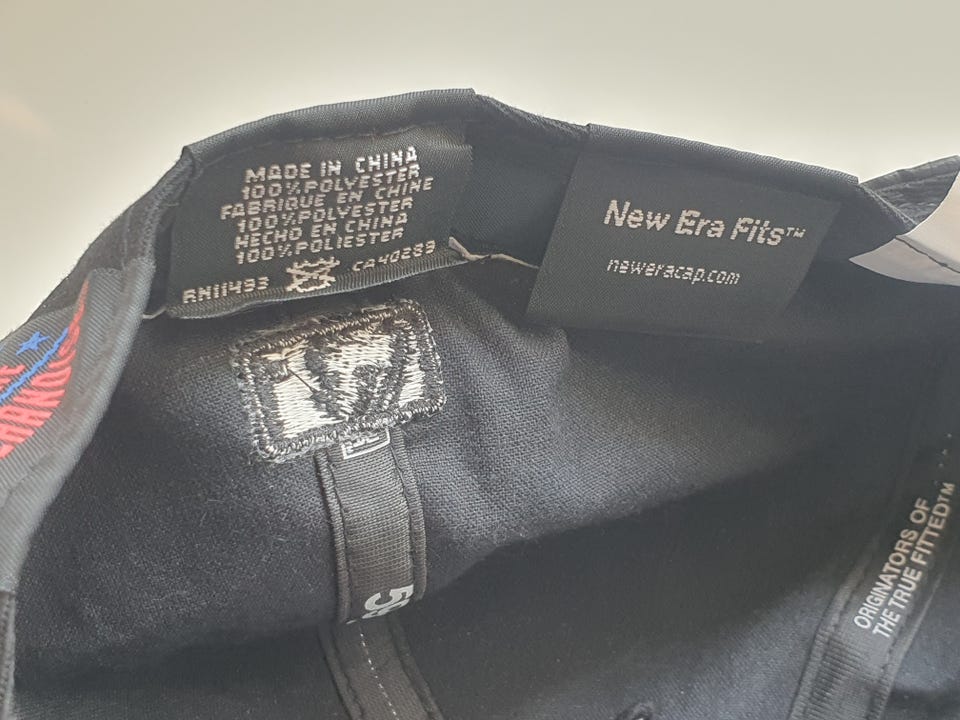 MADE IN CHINA
100%POLYESTER
FABRIQUE EN CHINE
100%POLYESTER
HECHO EN CHINA
100%POLIESTER
RN11493 CA40283
New Era Fits™
neweracap.com
ORIGINATORS OF
THE TRUE FITTED™